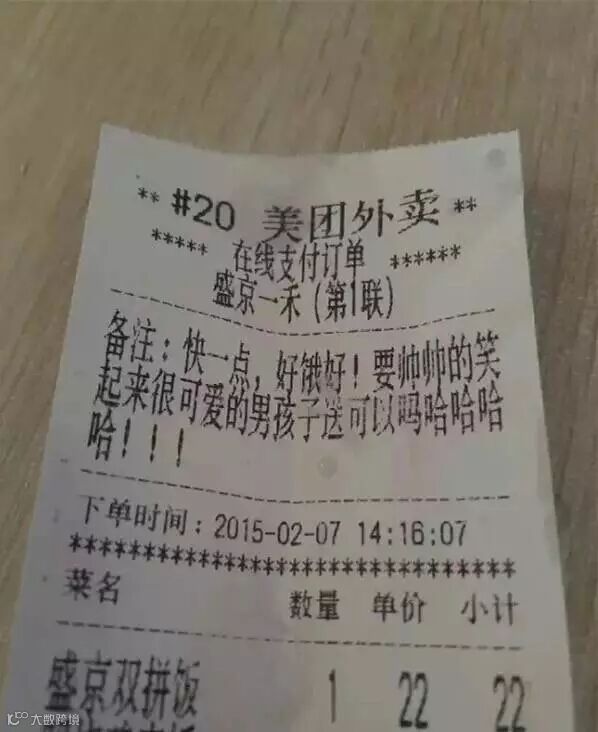 ** #20 美团外卖 **
***** 在线支付订单 ******
盛京一禾（第1联）
备注：快一点，好饿好！要帅帅的笑
起来很可爱的男孩子送可以吗哈哈哈
哈！！！
下单时间：2015-02-07 14:16:07
********************************
菜名 数量 单价 小计
盛京双拼饭 1 22 22
大数跨境